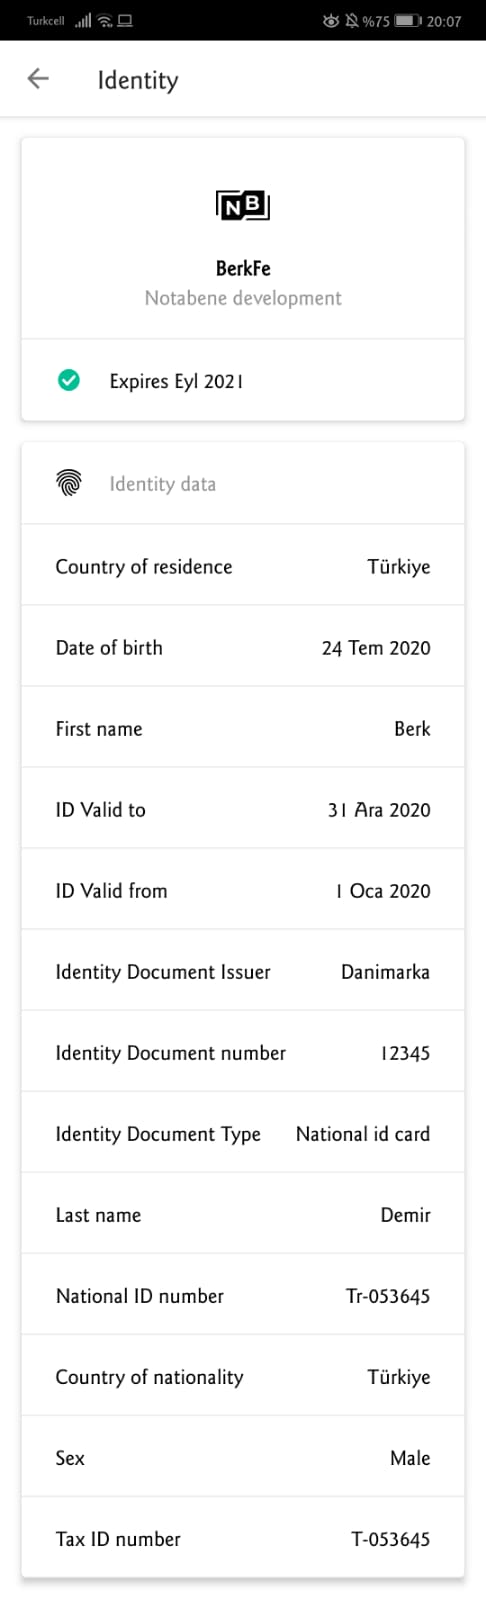 Turkcell %75 20:07
Identity
NB
BerkFe
Notabene development
Expires Eyl 2021
Identity data
Country of residence Türkiye
Date of birth 24 Tem 2020
First name Berk
ID Valid to 31 Ara 2020
ID Valid from 1 Oca 2020
Identity Document Issuer Danimarka
Identity Document number 12345
Identity Document Type National id card
Last name Demir
National ID number Tr-053645
Country of nationality Türkiye
Sex Male
Tax ID number T-053645